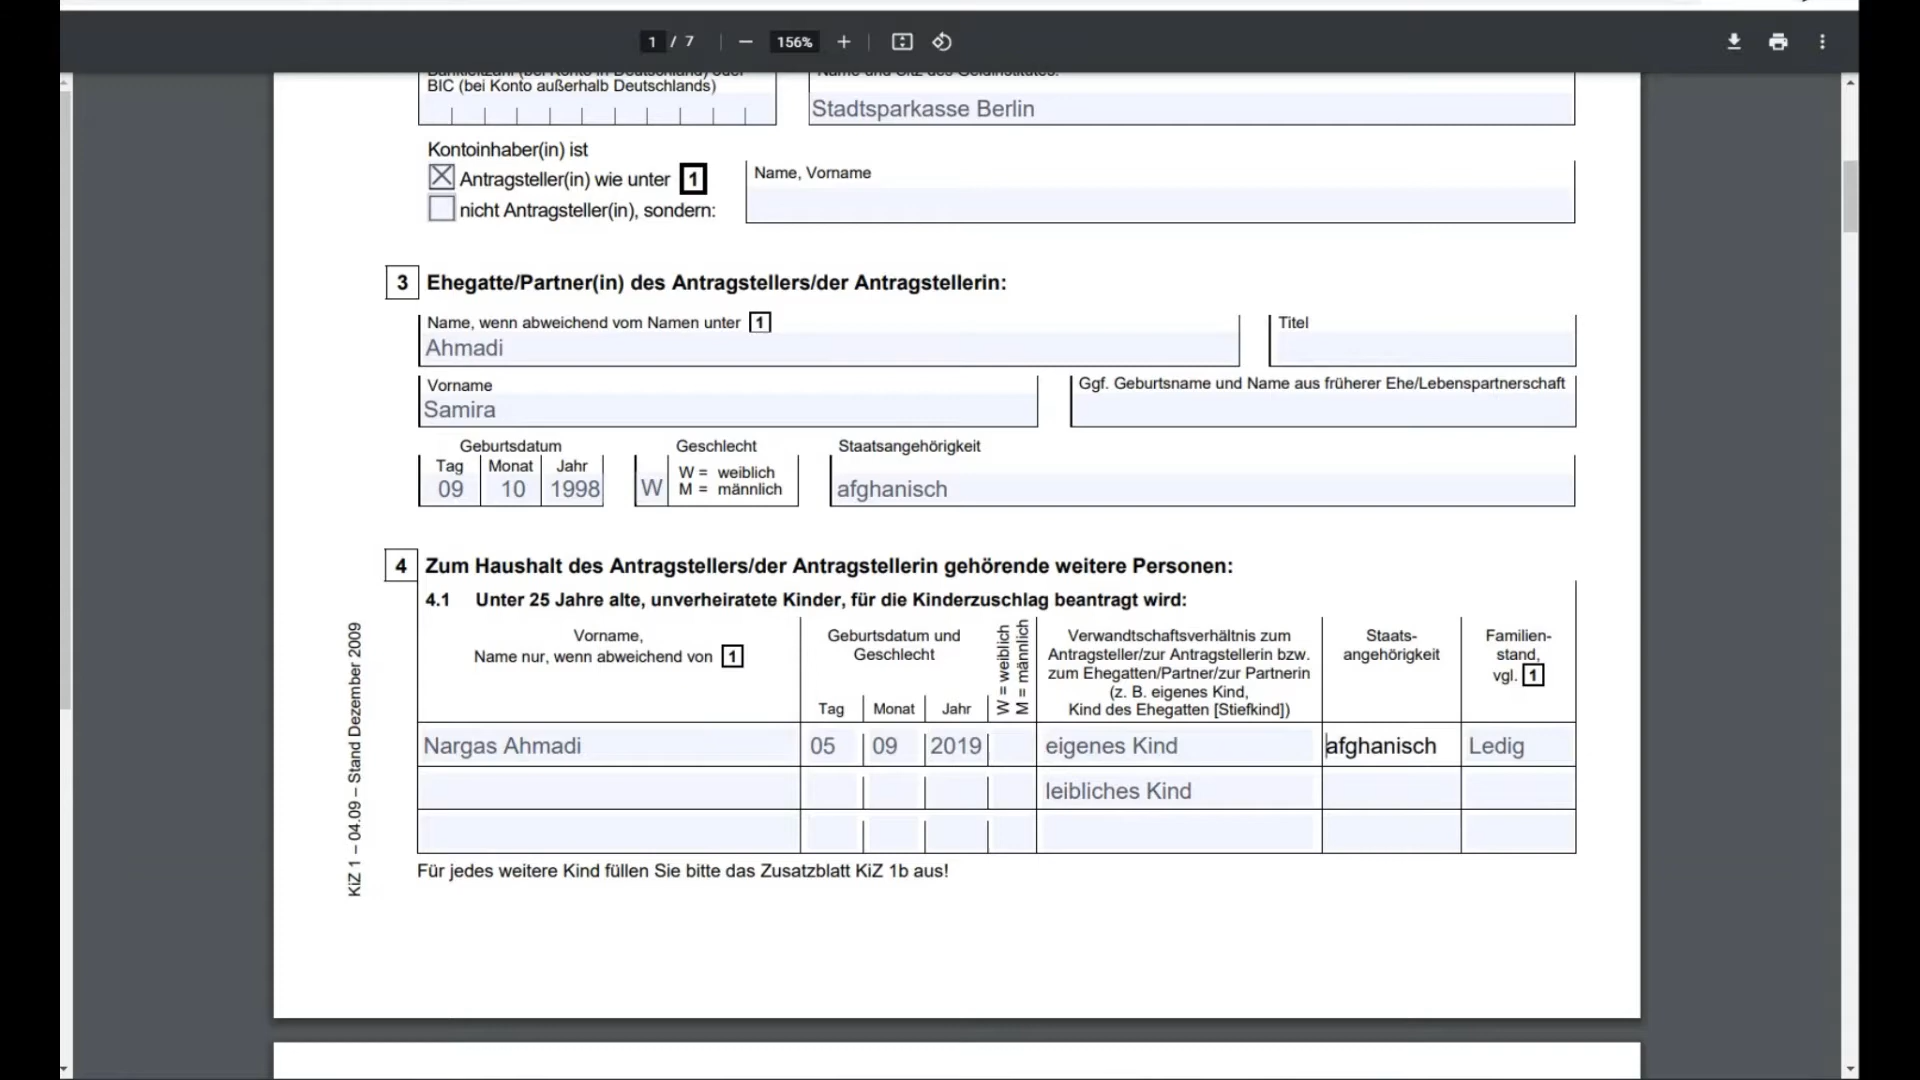 1 / 7 156%
Bankleitzahl (bei Konto in Deutschland) oder
BIC (bei Konto außerhalb Deutschlands)
Name und Sitz des Geldinstitutes:
Stadtsparkasse Berlin
Kontoinhaber(in) ist
Antragsteller(in) wie unter 1
nicht Antragsteller(in), sondern:
Name, Vorname
3 Ehegatte/Partner(in) des Antragstellers/der Antragstellerin:
Name, wenn abweichend vom Namen unter 1
Ahmadi
Titel
Vorname
Samira
Ggf. Geburtsname und Name aus früherer Ehe/Lebenspartnerschaft
Geburtsdatum
Tag Monat Jahr
09 10 1998
Geschlecht
W
W = weiblich
M = männlich
Staatsangehörigkeit
afghanisch
4 Zum Haushalt des Antragstellers/der Antragstellerin gehörende weitere Personen:
4.1 Unter 25 Jahre alte, unverheiratete Kinder, für die Kinderzuschlag beantragt wird:
Vorname,
Name nur, wenn abweichend von 1
Geburtsdatum und
Geschlecht
Tag Monat Jahr
W = weiblich
M = männlich
Verwandtschaftsverhältnis zum
Antragsteller/zur Antragstellerin bzw.
zum Ehegatten/Partner/zur Partnerin
(z. B. eigenes Kind,
Kind des Ehegatten [Stiefkind])
Staats-
angehörigkeit
Familien-
stand,
vgl. 1
Nargas Ahmadi 05 09 2019 eigenes Kind afghanisch Ledig
leibliches Kind
Für jedes weitere Kind füllen Sie bitte das Zusatzblatt KiZ 1b aus!
KiZ 1 – 04.09 – Stand Dezember 2009